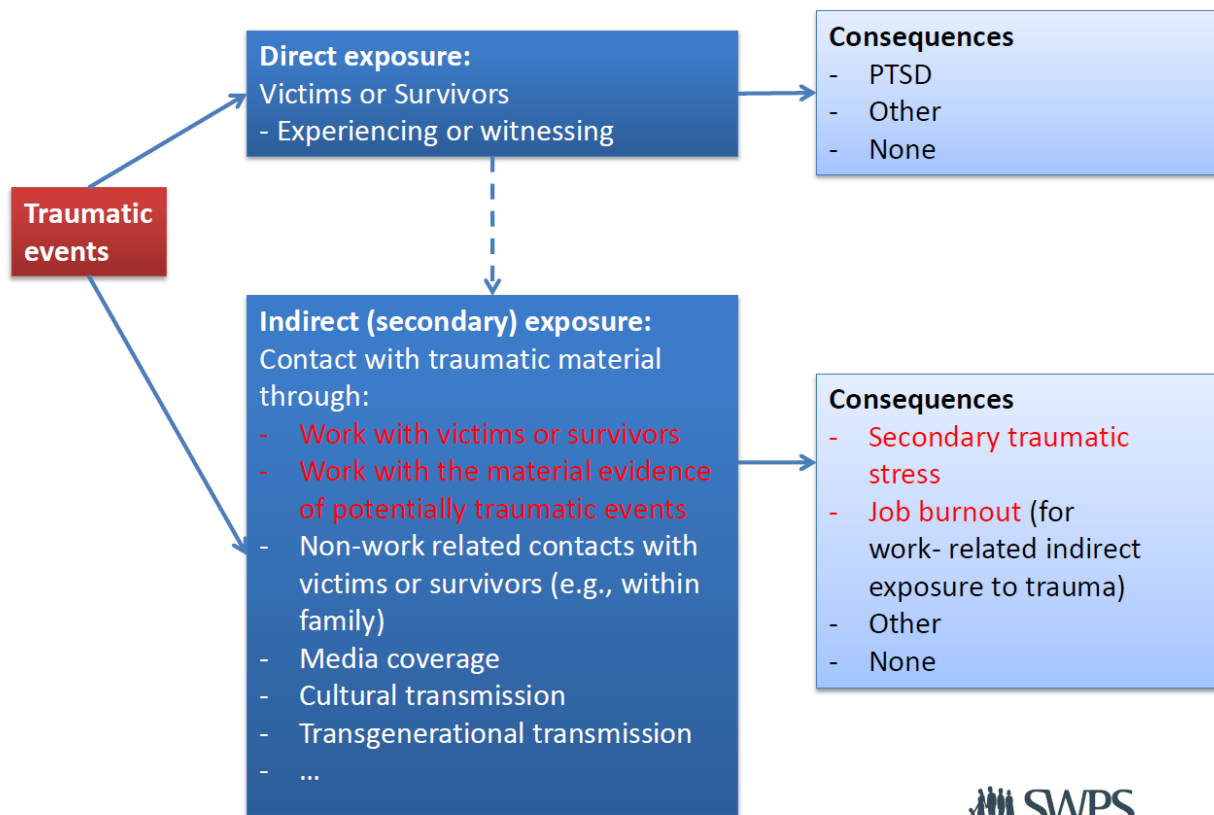 Direct exposure:
Victims or Survivors
- Experiencing or witnessing
Consequences
- PTSD
- Other
- None
Traumatic
events
Indirect (secondary) exposure:
Contact with traumatic material
through:
- Work with victims or survivors
- Work with the material evidence
of potentially traumatic events
- Non-work related contacts with
victims or survivors (e.g., within
family)
- Media coverage
- Cultural transmission
- Transgenerational transmission
- …
Consequences
- Secondary traumatic
stress
- Job burnout (for
work- related indirect
exposure to trauma)
- Other
- None
SWPS